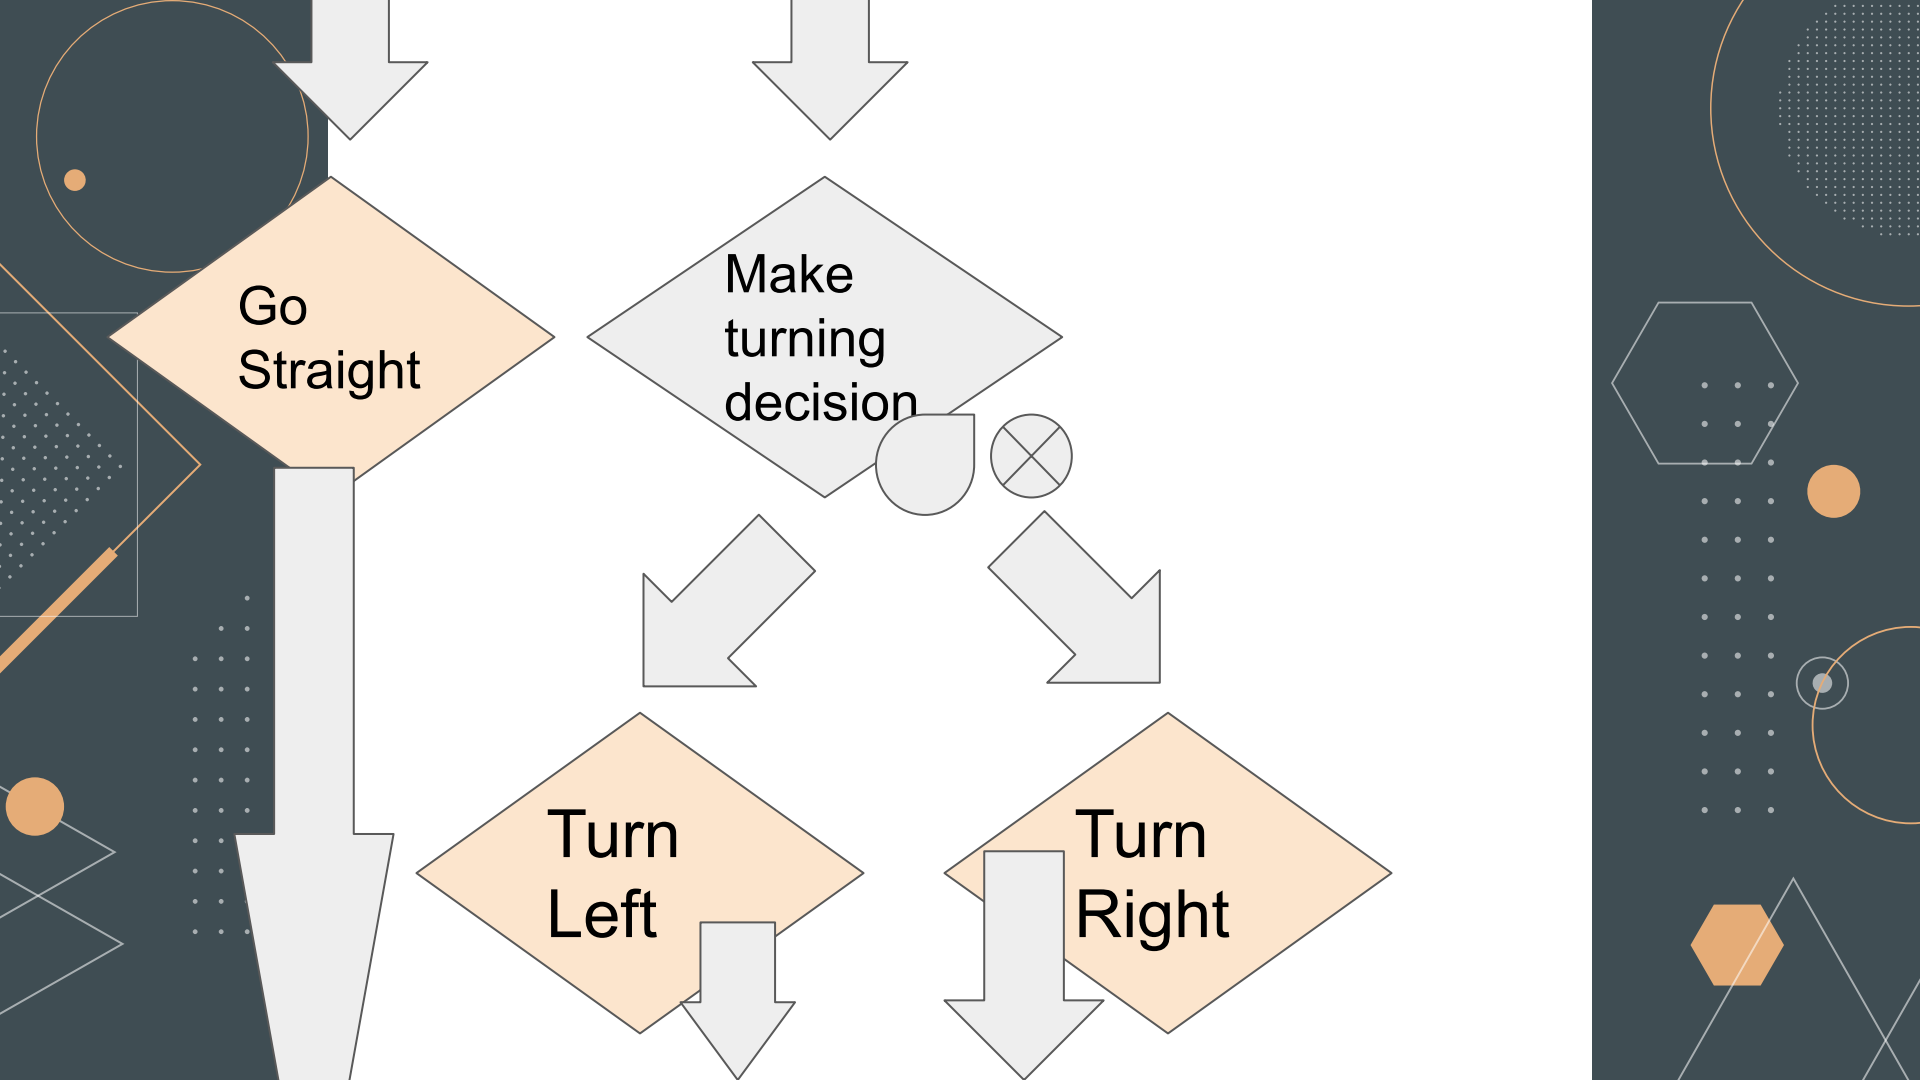 Go
Straight
Make
turning
decision
Turn
Left
Turn
Right